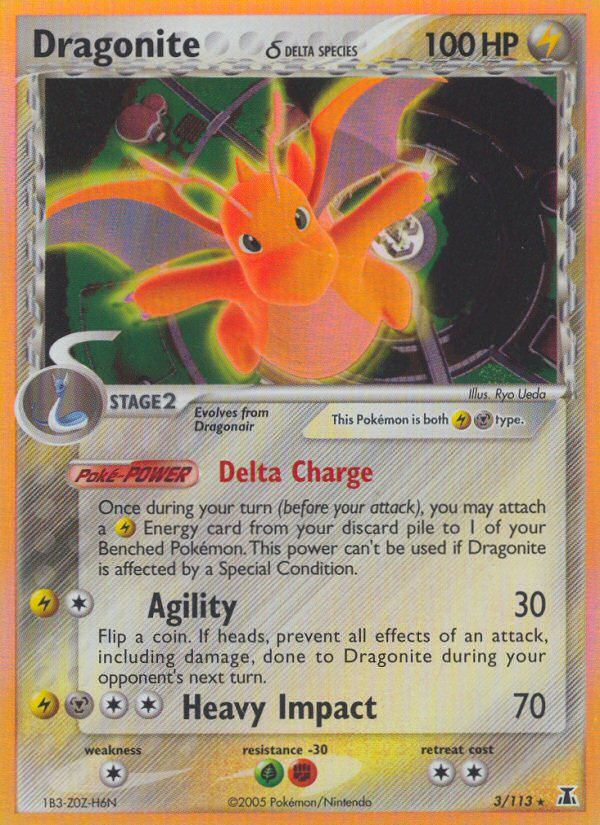 Dragonite δ DELTA SPECIES 100 HP
Illus. Ryo Ueda
STAGE2
Evolves from
Dragonair
This Pokémon is both type.
Poké-POWER Delta Charge
Once during your turn (before your attack), you may attach
a Energy card from your discard pile to 1 of your
Benched Pokémon. This power can't be used if Dragonite
is affected by a Special Condition.
Agility 30
Flip a coin. If heads, prevent all effects of an attack,
including damage, done to Dragonite during your
opponent's next turn.
Heavy Impact 70
weakness resistance -30 retreat cost
1B3-Z0Z-H6N ©2005 Pokémon/Nintendo 3/113 ★